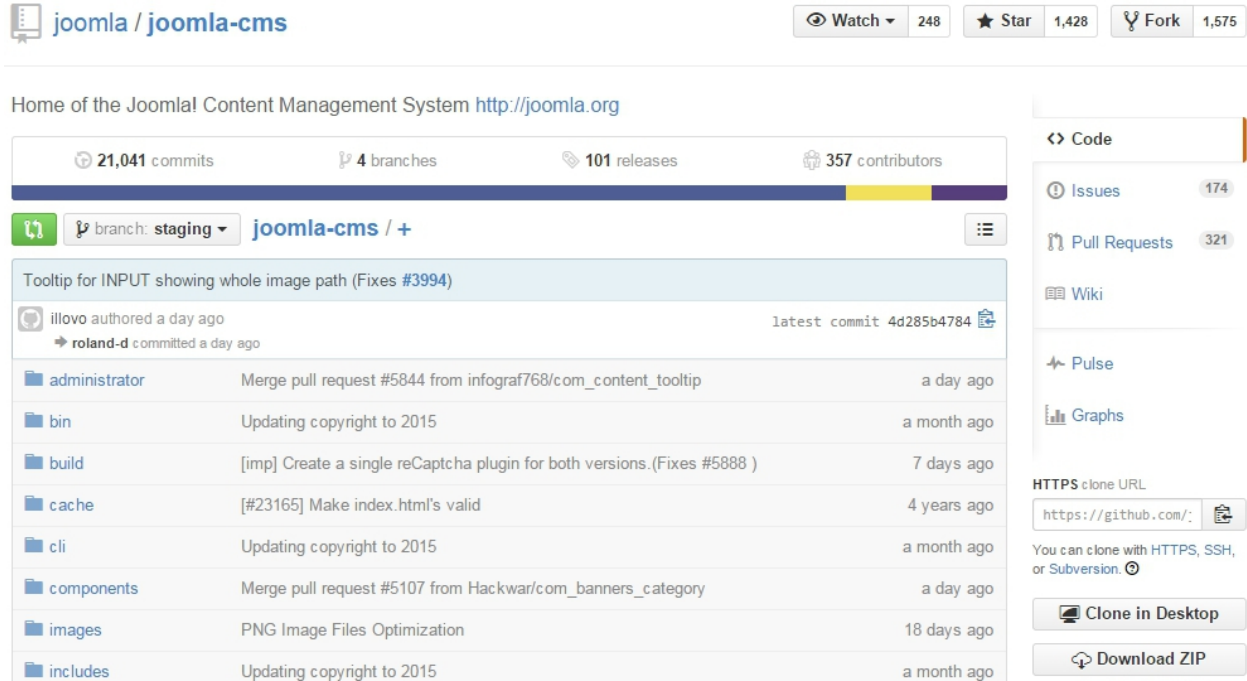 joomla / joomla-cms
Watch 248 Star 1,428 Fork 1,575
Home of the Joomla! Content Management System http://joomla.org
21,041 commits 4 branches 101 releases 357 contributors
branch: staging joomla-cms / +
Tooltip for INPUT showing whole image path (Fixes #3994)
illovo authored a day ago latest commit 4d285b4784
roland-d committed a day ago
administrator Merge pull request #5844 from infograf768/com_content_tooltip a day ago
bin Updating copyright to 2015 a month ago
build [imp] Create a single reCaptcha plugin for both versions.(Fixes #5888 ) 7 days ago
cache [#23165] Make index.html's valid 4 years ago
cli Updating copyright to 2015 a month ago
components Merge pull request #5107 from Hackwar/com_banners_category a day ago
images PNG Image Files Optimization 18 days ago
includes Updating copyright to 2015 a month ago
Code
Issues 174
Pull Requests 321
Wiki
Pulse
Graphs
HTTPS clone URL
https://github.com/
You can clone with HTTPS, SSH,
or Subversion.
Clone in Desktop
Download ZIP